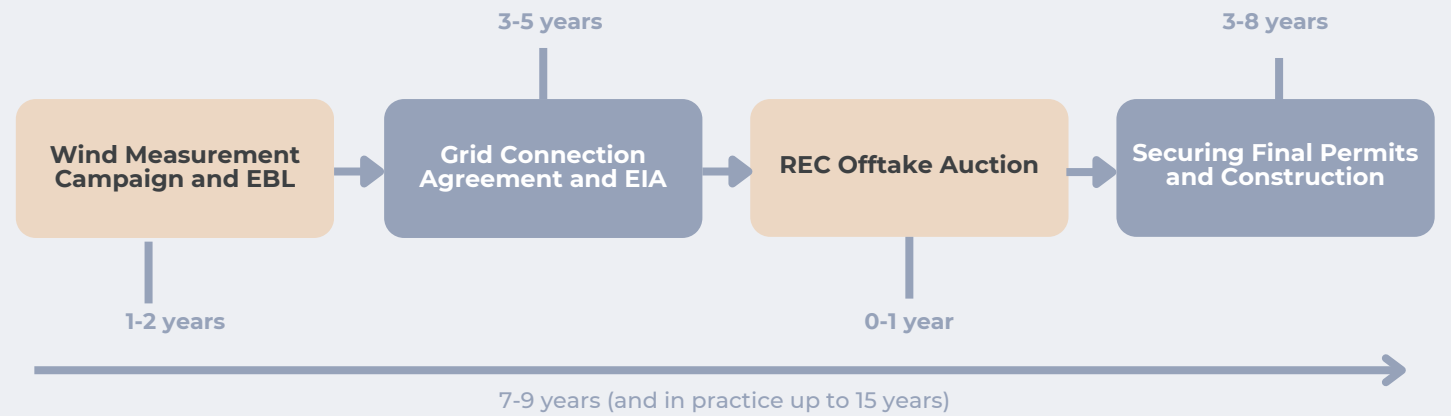 3-5 years
3-8 years
Wind Measurement
Campaign and EBL
Grid Connection
Agreement and EIA
REC Offtake Auction
Securing Final Permits
and Construction
1-2 years
0-1 year
7-9 years (and in practice up to 15 years)